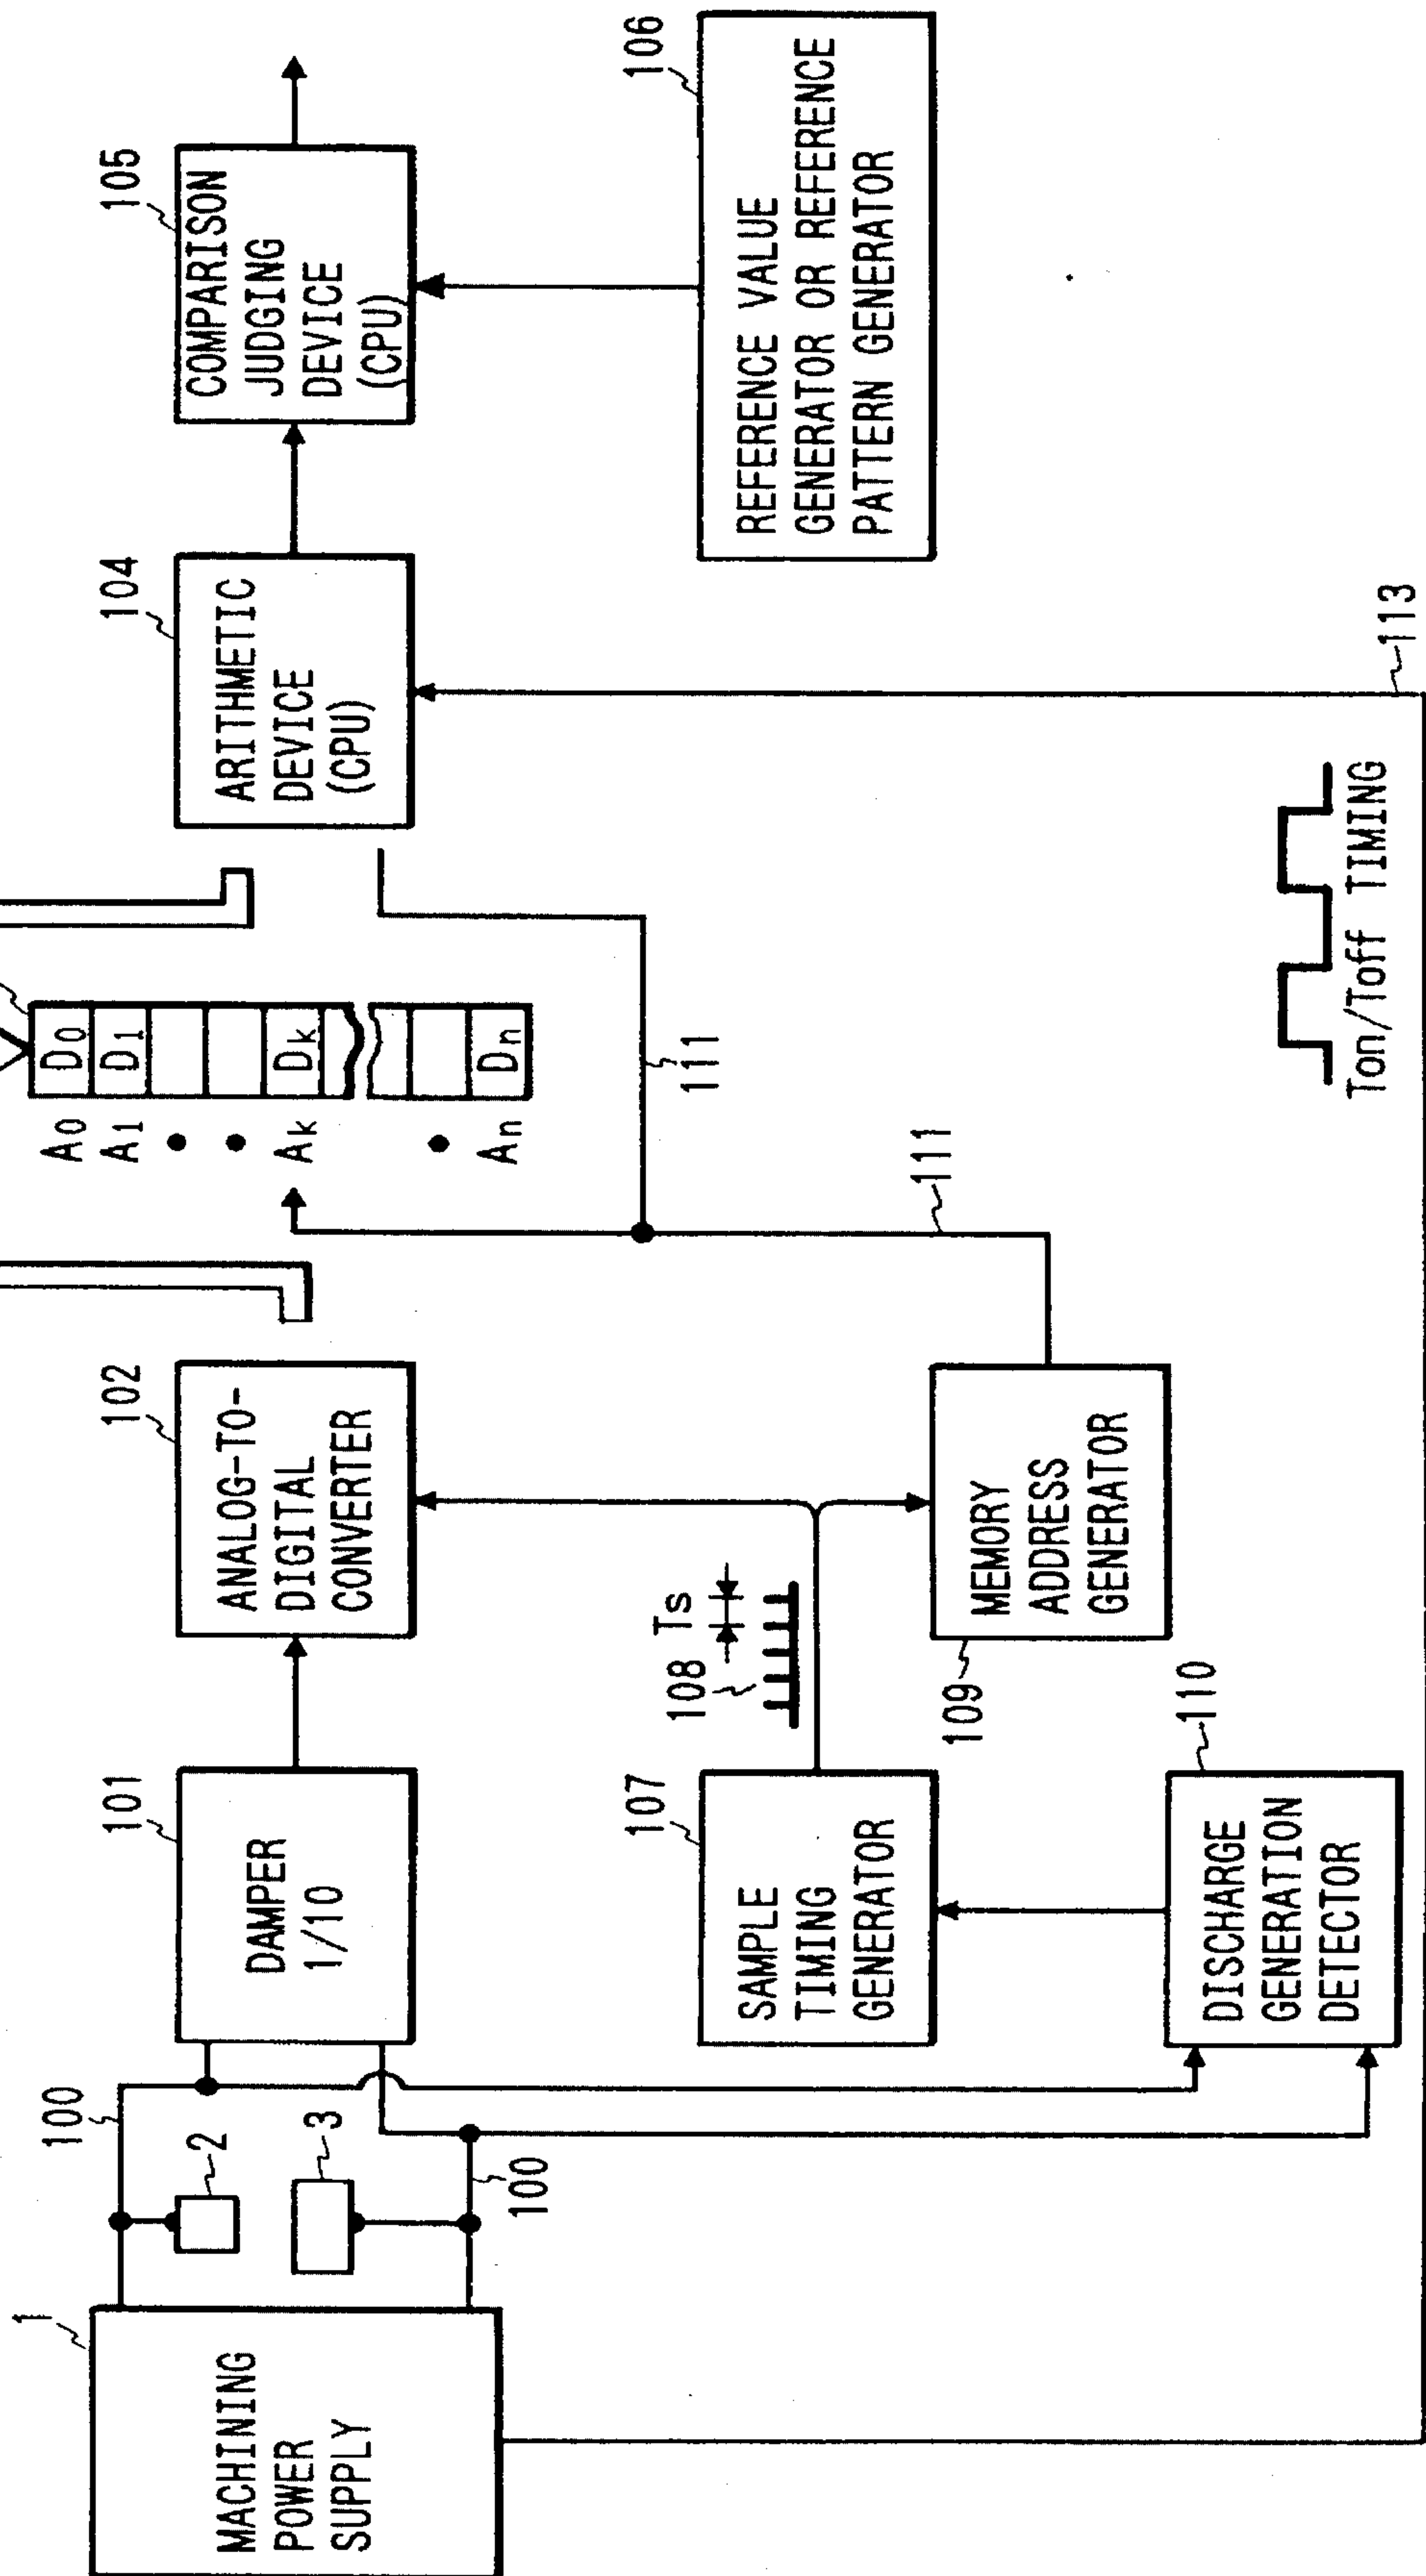 1
MACHINING
POWER
SUPPLY
100
2
3
100
101
DAMPER
1/10
102
ANALOG-TO-
DIGITAL
CONVERTER
A0 D0
A1 D1
Ak Dk
An Dn
104
ARITHMETIC
DEVICE
(CPU)
105
COMPARISON
JUDGING
DEVICE
(CPU)
106
REFERENCE VALUE
GENERATOR OR REFERENCE
PATTERN GENERATOR
107
SAMPLE
TIMING
GENERATOR
108
Ts
109
MEMORY
ADDRESS
GENERATOR
110
DISCHARGE
GENERATION
DETECTOR
111
111
113
Ton/Toff TIMING